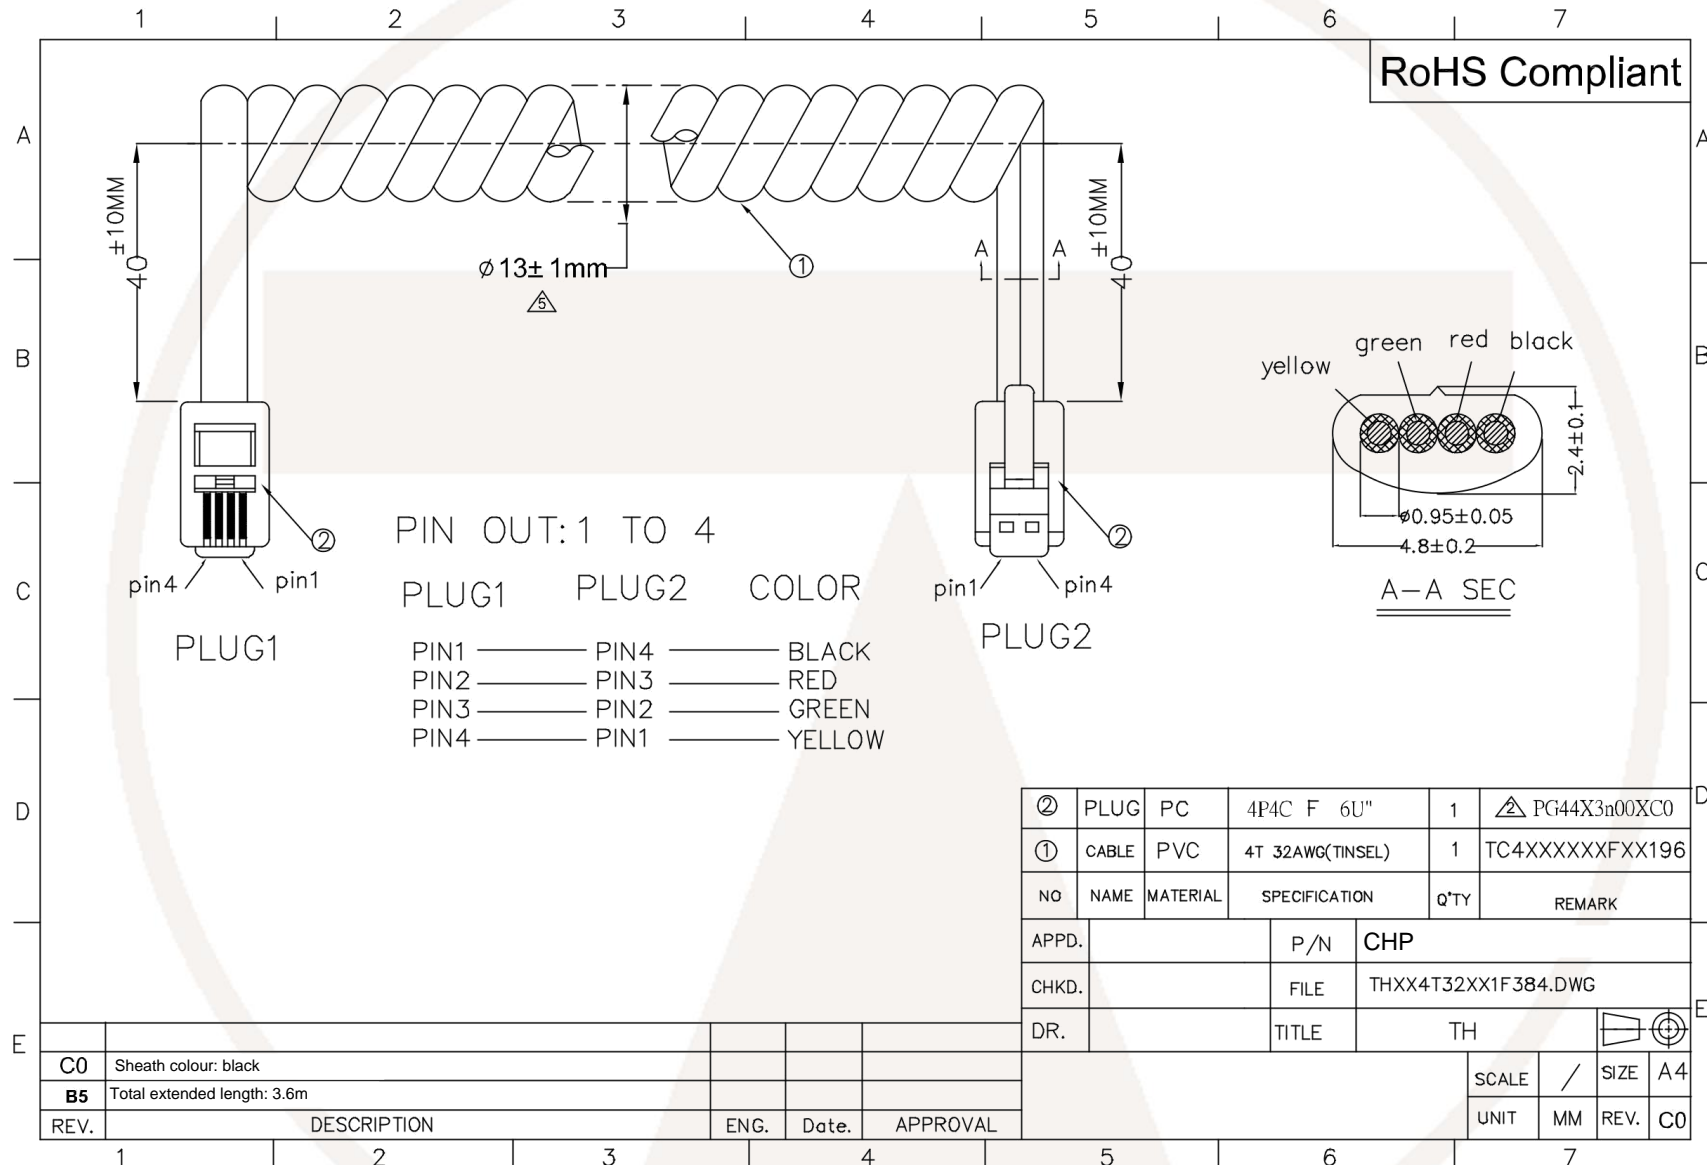 1 2 3 4 5 6 7
RoHS Compliant
A A
40 ±10MM
ø 13± 1mm
5
1
A A
40 ±10MM
B B
yellow green red black
2.4±0.1
ø0.95±0.05
4.8±0.2
A-A SEC
2
2
pin4 pin1
PLUG1
pin1 pin4
PLUG2
C C
PIN OUT: 1 TO 4
PLUG1 PLUG2 COLOR
PIN1 PIN4 BLACK
PIN2 PIN3 RED
PIN3 PIN2 GREEN
PIN4 PIN1 YELLOW
D D
2 PLUG PC 4P4C F 6U" 1 2 PG44X3n00XC0
1 CABLE PVC 4T 32AWG(TINSEL) 1 TC4XXXXXXFXX196
NO NAME MATERIAL SPECIFICATION Q'TY REMARK
APPD. P/N CHP
CHKD. FILE THXX4T32XX1F384.DWG
DR. TITLE TH
E E
C0 Sheath colour: black
B5 Total extended length: 3.6m
REV. DESCRIPTION ENG. Date. APPROVAL
SCALE / SIZE A4
UNIT MM REV. C0
1 2 3 4 5 6 7